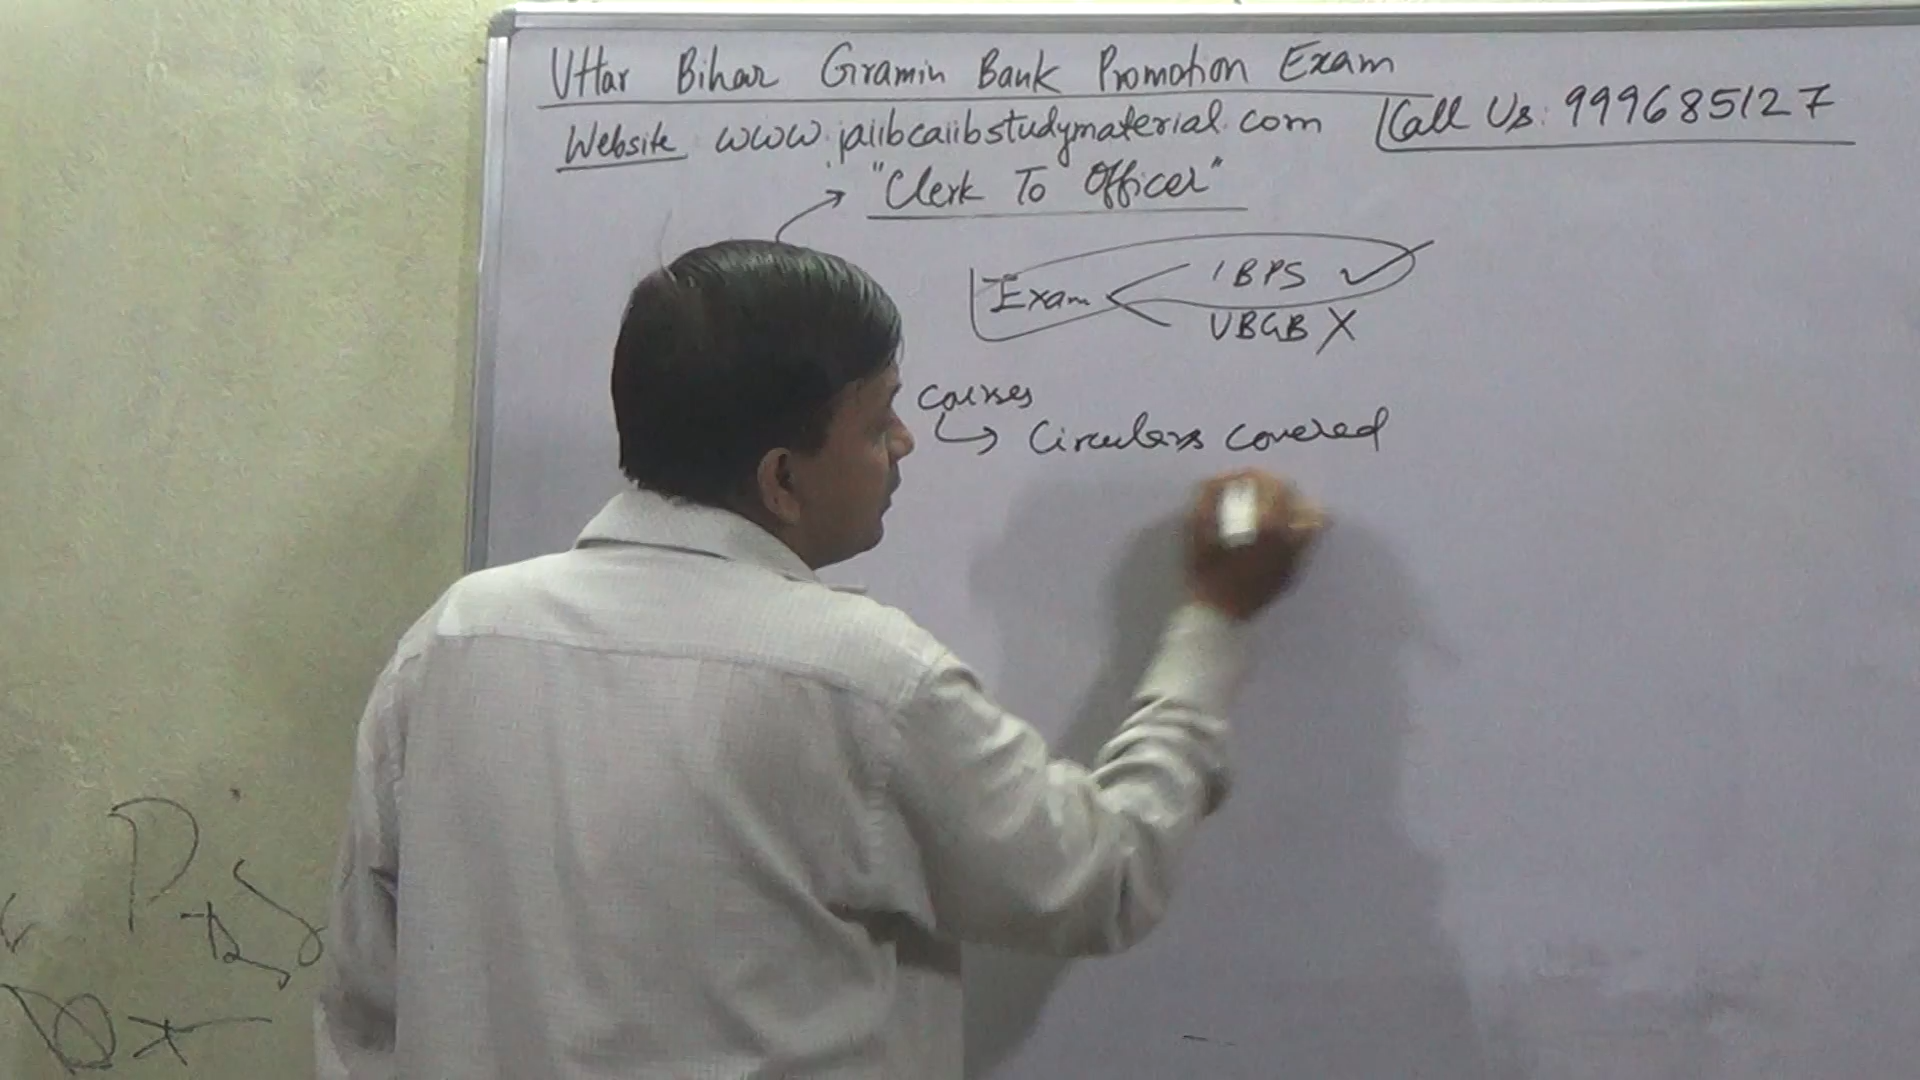 Uttar Bihar Gramin Bank Promotion Exam
Website www.jaiibcaiibstudymaterial.com Call Us: 999685127
"Clerk To Officer"
Exam IBPS ✓
UBGB X
Courses
Circulars covered